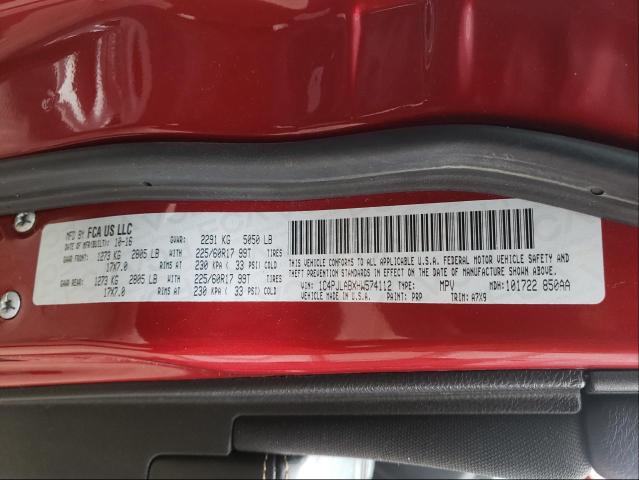 MFD BY FCA US LLC
DATE OF MFR(BUILT): 10-16 GVWR: 2291 KG 5050 LB
GAWR FRONT: 1273 KG 2805 LB WITH 225/60R17 99T TIRES
17X7.0 RIMS AT 230 KPA ( 33 PSI) COLD
GAWR REAR: 1273 KG 2805 LB WITH 225/60R17 99T TIRES
17X7.0 RIMS AT 230 KPA ( 33 PSI) COLD
THIS VEHICLE CONFORMS TO ALL APPLICABLE U.S.A. FEDERAL MOTOR VEHICLE SAFETY AND
THEFT PREVENTION STANDARDS IN EFFECT ON THE DATE OF MANUFACTURE SHOWN ABOVE.
VIN: 1C4PJLABXHW574112 TYPE: MPV MDH: 101722 850AA
VEHICLE MADE IN U.S.A. PAINT: PRP TRIM: A7X9